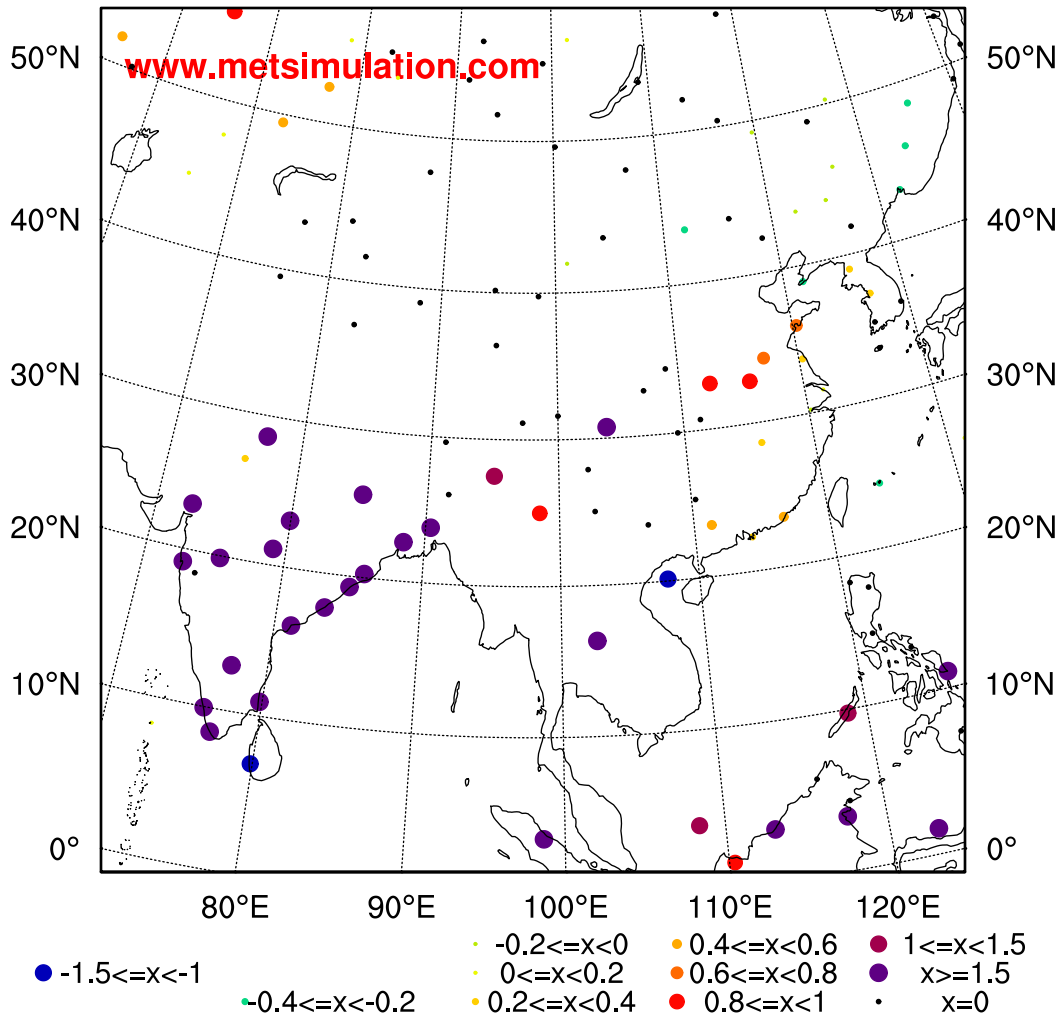 www.metsimulation.com
50°N 50°N
40°N 40°N
30°N 30°N
20°N 20°N
10°N 10°N
0° 0°
80°E 90°E 100°E 110°E 120°E
-0.2<=x<0 0.4<=x<0.6 1<=x<1.5
-1.5<=x<-1 0<=x<0.2 0.6<=x<0.8 x>=1.5
-0.4<=x<-0.2 0.2<=x<0.4 0.8<=x<1 x=0